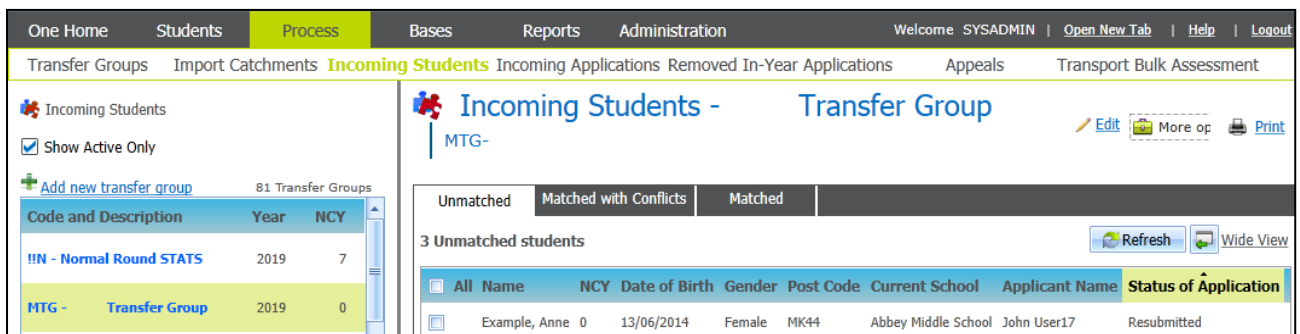 One Home Students Process Bases Reports Administration Welcome SYSADMIN | Open New Tab | Help | Logout
Transfer Groups Import Catchments Incoming Students Incoming Applications Removed In-Year Applications Appeals Transport Bulk Assessment
Incoming Students
Show Active Only
Add new transfer group 81 Transfer Groups
Code and Description Year NCY
!!N - Normal Round STATS 2019 7
MTG - Transfer Group 2019 0
Incoming Students - Transfer Group
MTG-
Edit More op Print
Unmatched Matched with Conflicts Matched
3 Unmatched students Refresh Wide View
All Name NCY Date of Birth Gender Post Code Current School Applicant Name Status of Application
Example, Anne 0 13/06/2014 Female MK44 Abbey Middle School John User17 Resubmitted